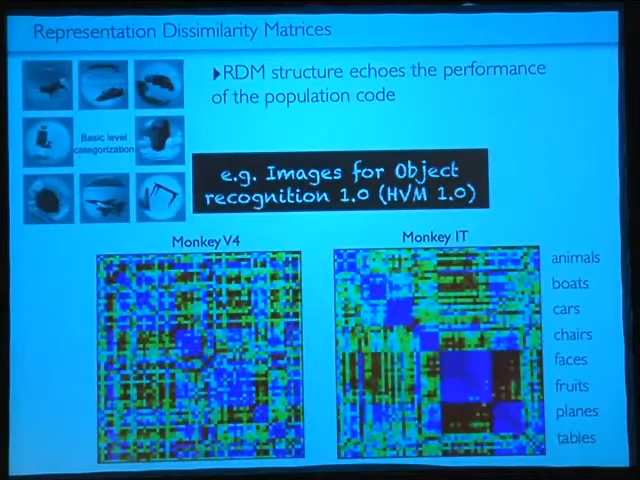 Representation Dissimilarity Matrices
▸RDM structure echoes the performance
of the population code
Basic level
categorization
e.g. Images for Object
recognition 1.0 (HVM 1.0)
Monkey V4
Monkey IT
animals
boats
cars
chairs
faces
fruits
planes
tables